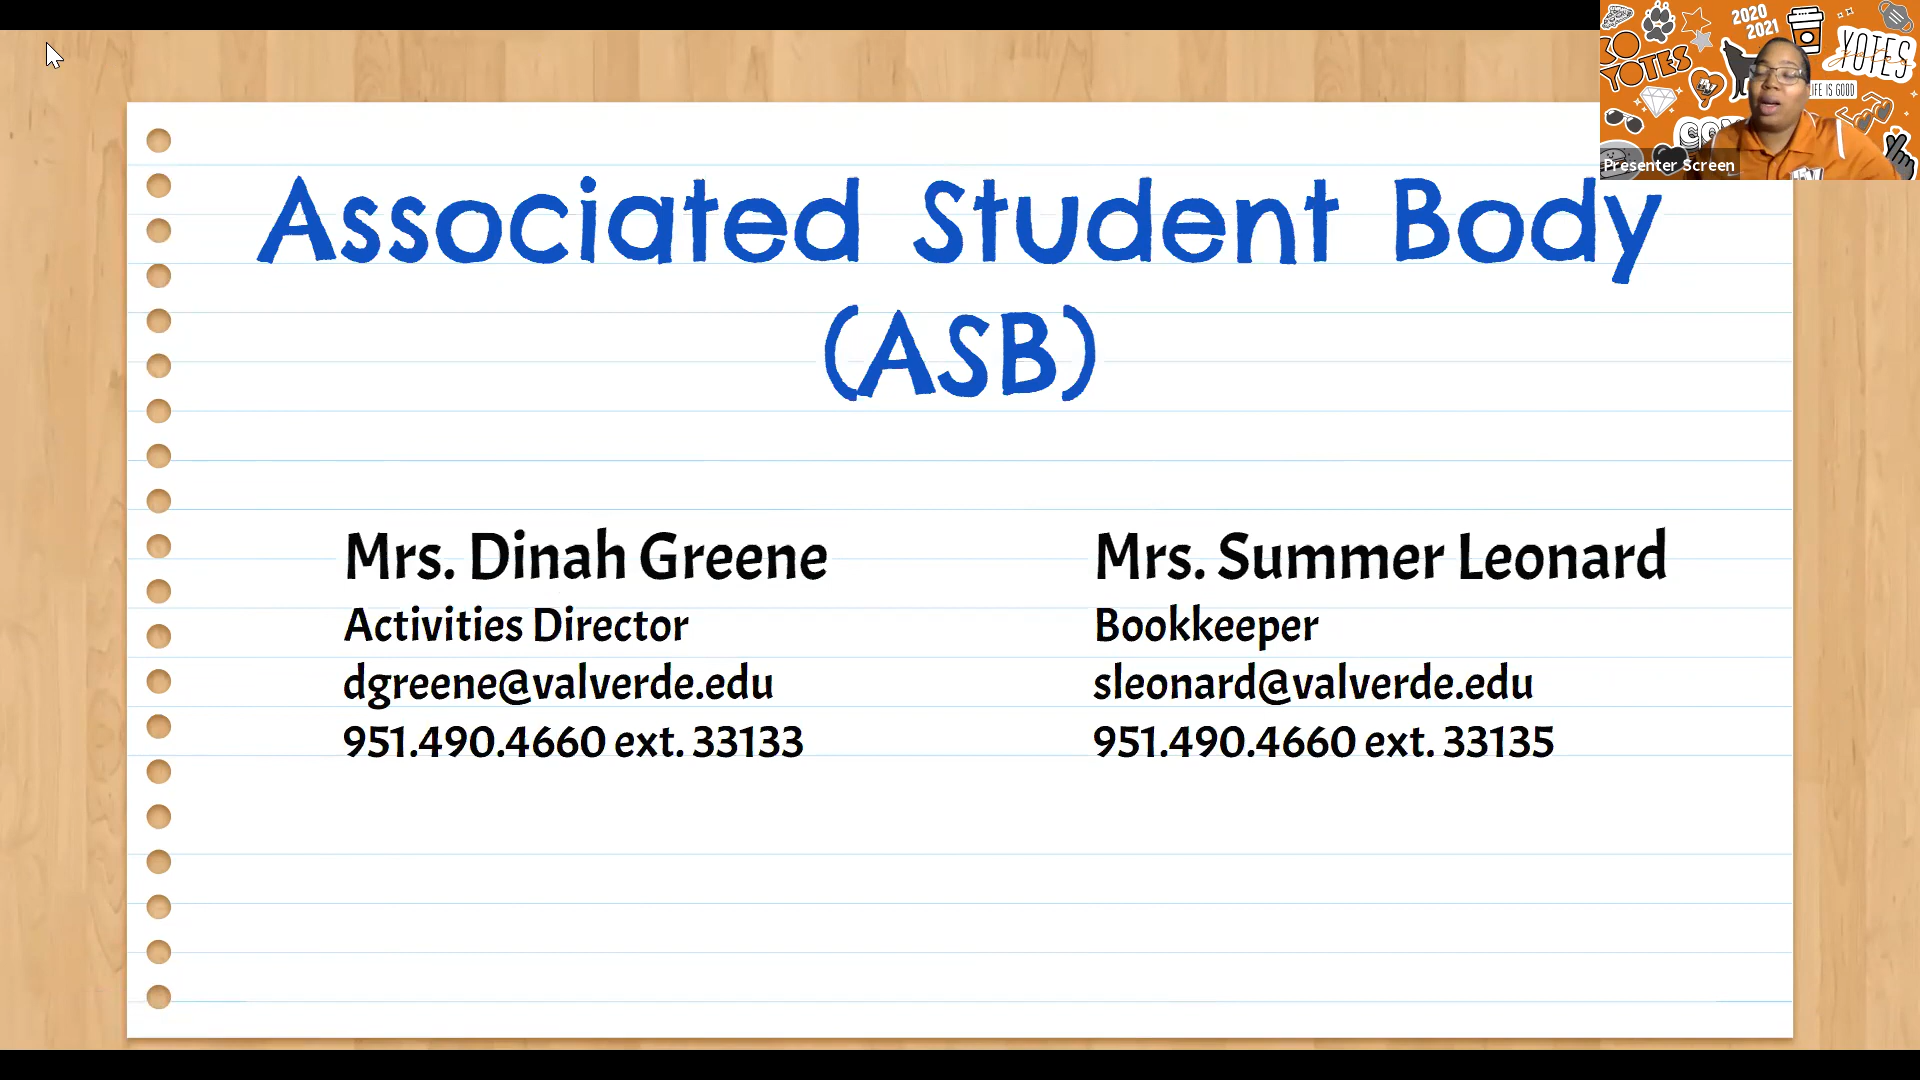 Associated Student Body
(ASB)
Mrs. Dinah Greene
Activities Director
dgreene@valverde.edu
951.490.4660 ext. 33133
Mrs. Summer Leonard
Bookkeeper
sleonard@valverde.edu
951.490.4660 ext. 33135
2020
2021
YOTES
YOTES
LIFE IS GOOD
Presenter Screen